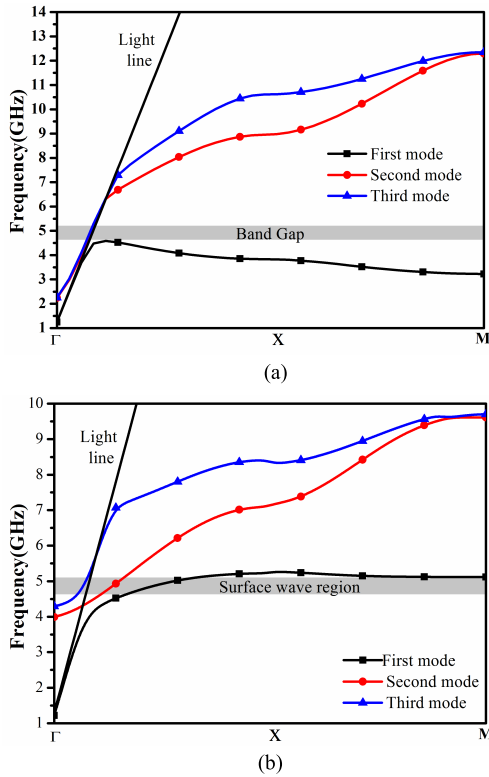 14
13
12
11
10
9
8
7
6
5
4
3
2
1
Frequency(GHz)
Light
line
First mode
Second mode
Third mode
Band Gap
Γ
X
M
(a)
10
9
8
7
6
5
4
3
2
1
Frequency(GHz)
Light
line
Surface wave region
First mode
Second mode
Third mode
Γ
X
M
(b)